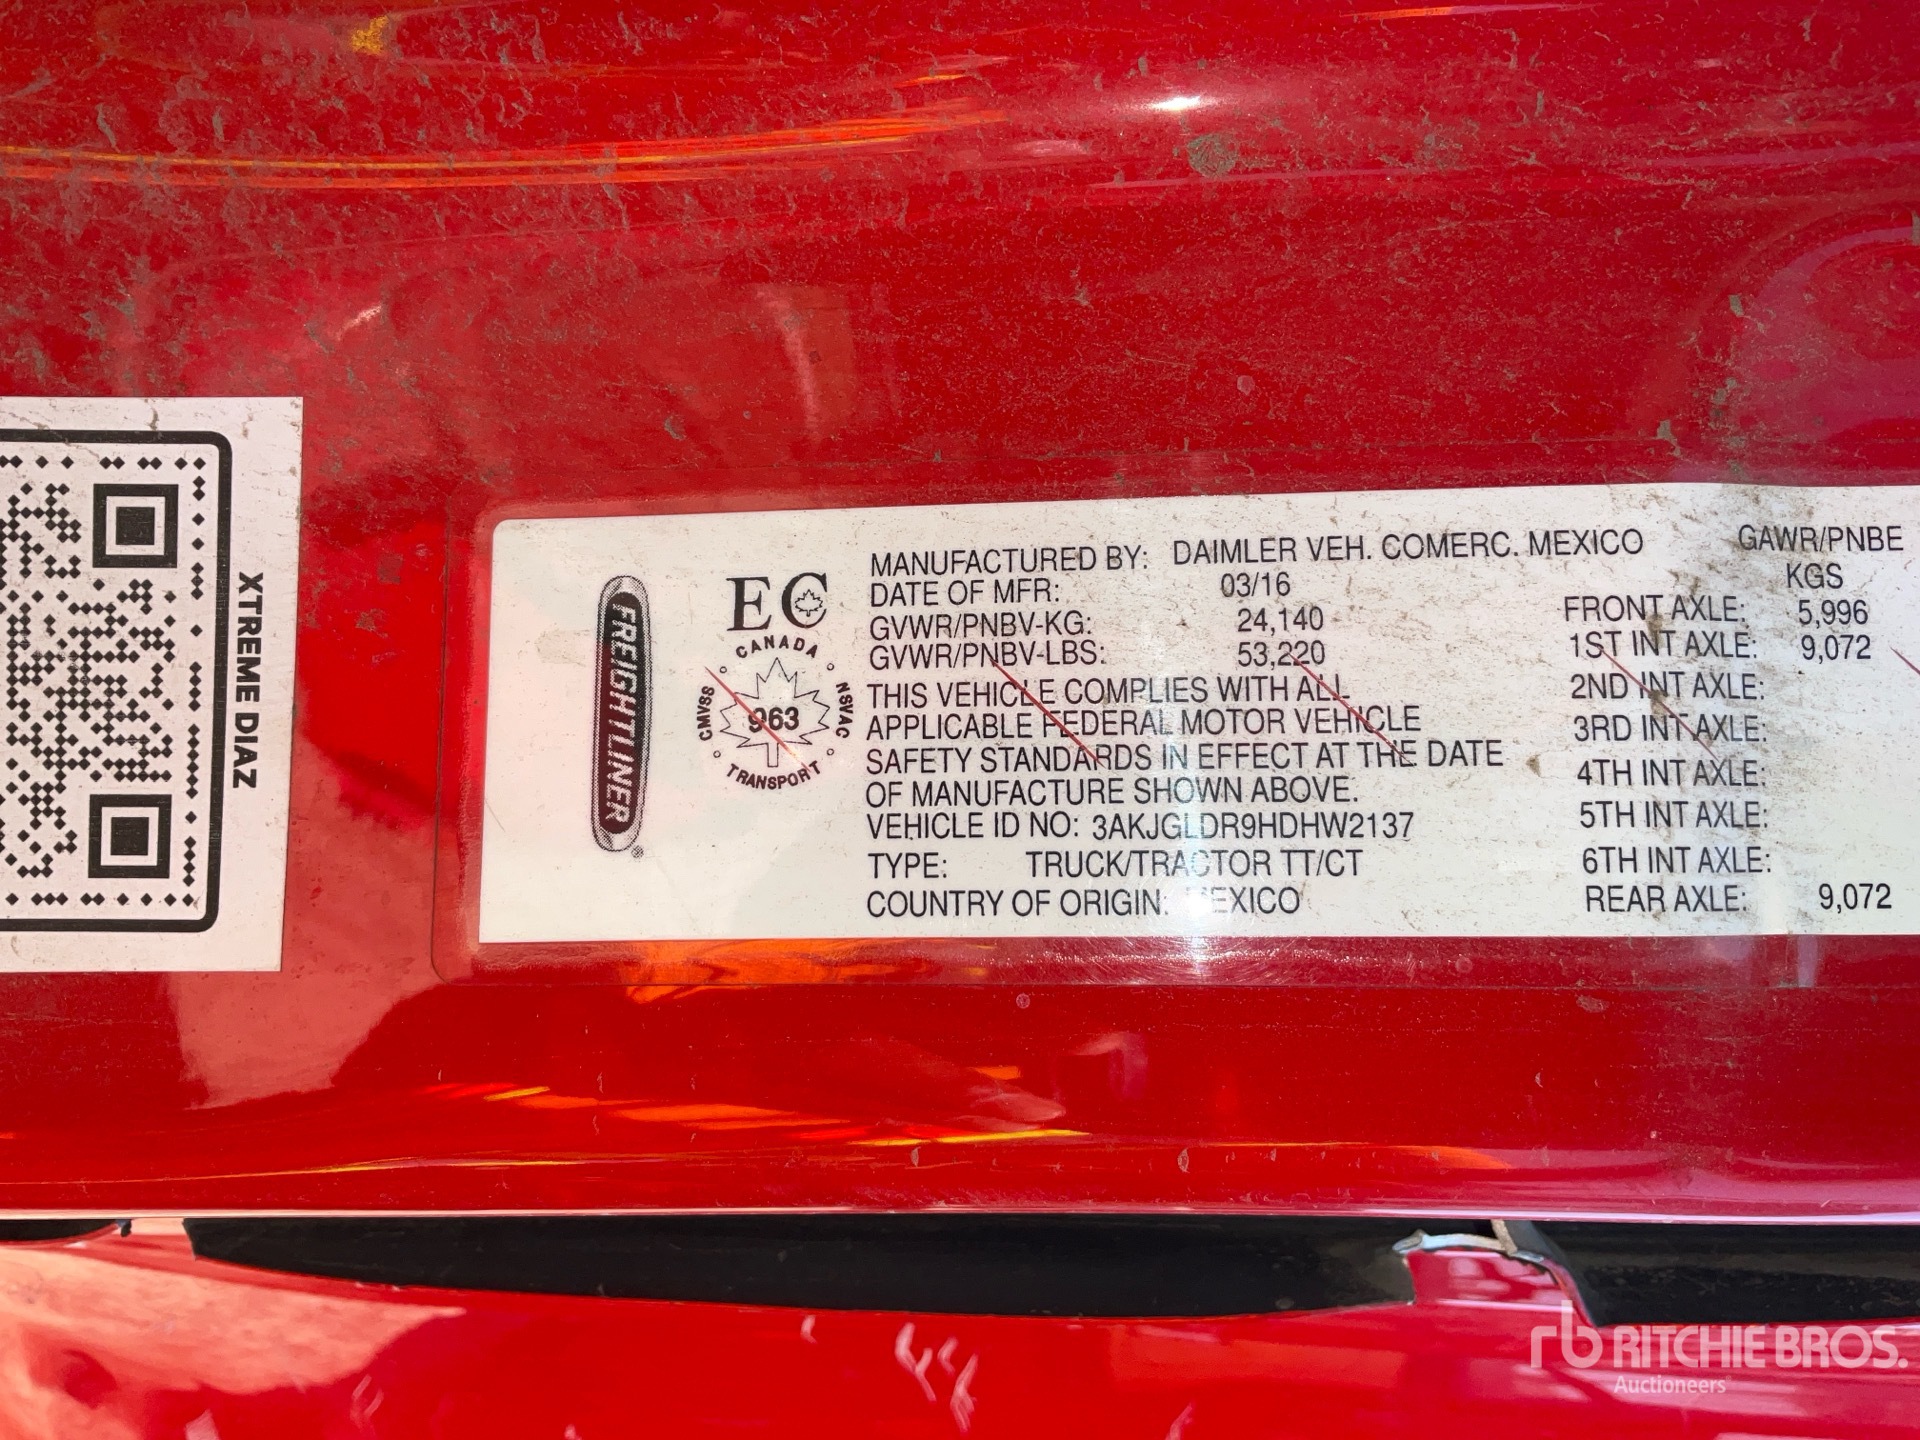 XTREME DIAZ
FREIGHTLINER
EC
CANADA
CMVSS
963
NSVAC
TRANSPORT
MANUFACTURED BY: DAIMLER VEH. COMERC. MEXICO
DATE OF MFR: 03/16
GVWR/PNBV-KG: 24,140
GVWR/PNBV-LBS: 53,220
THIS VEHICLE COMPLIES WITH ALL
APPLICABLE FEDERAL MOTOR VEHICLE
SAFETY STANDARDS IN EFFECT AT THE DATE
OF MANUFACTURE SHOWN ABOVE.
VEHICLE ID NO: 3AKJGLDR9HDHW2137
TYPE: TRUCK/TRACTOR TT/CT
COUNTRY OF ORIGIN: MEXICO
GAWR/PNBE
KGS
FRONT AXLE: 5,996
1ST INT AXLE: 9,072
2ND INT AXLE:
3RD INT AXLE:
4TH INT AXLE:
5TH INT AXLE:
6TH INT AXLE:
REAR AXLE: 9,072
rb RITCHIE BROS.
Auctioneers